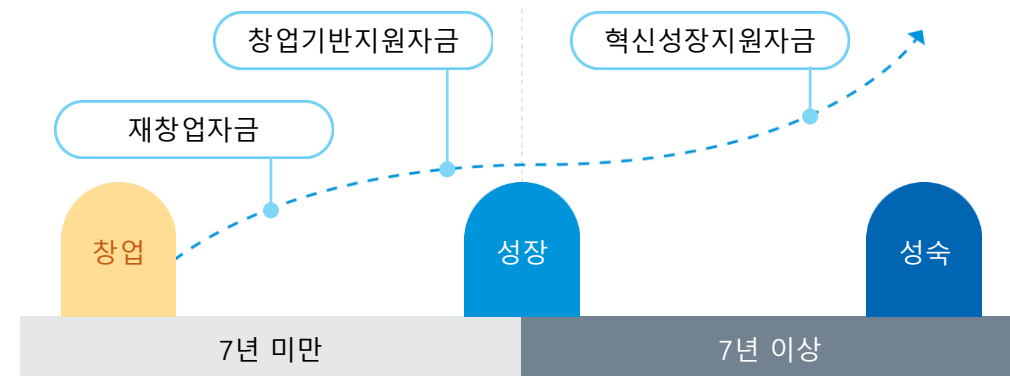 창업기반지원자금
혁신성장지원자금
재창업자금
창업
성장
성숙
7년 미만
7년 이상